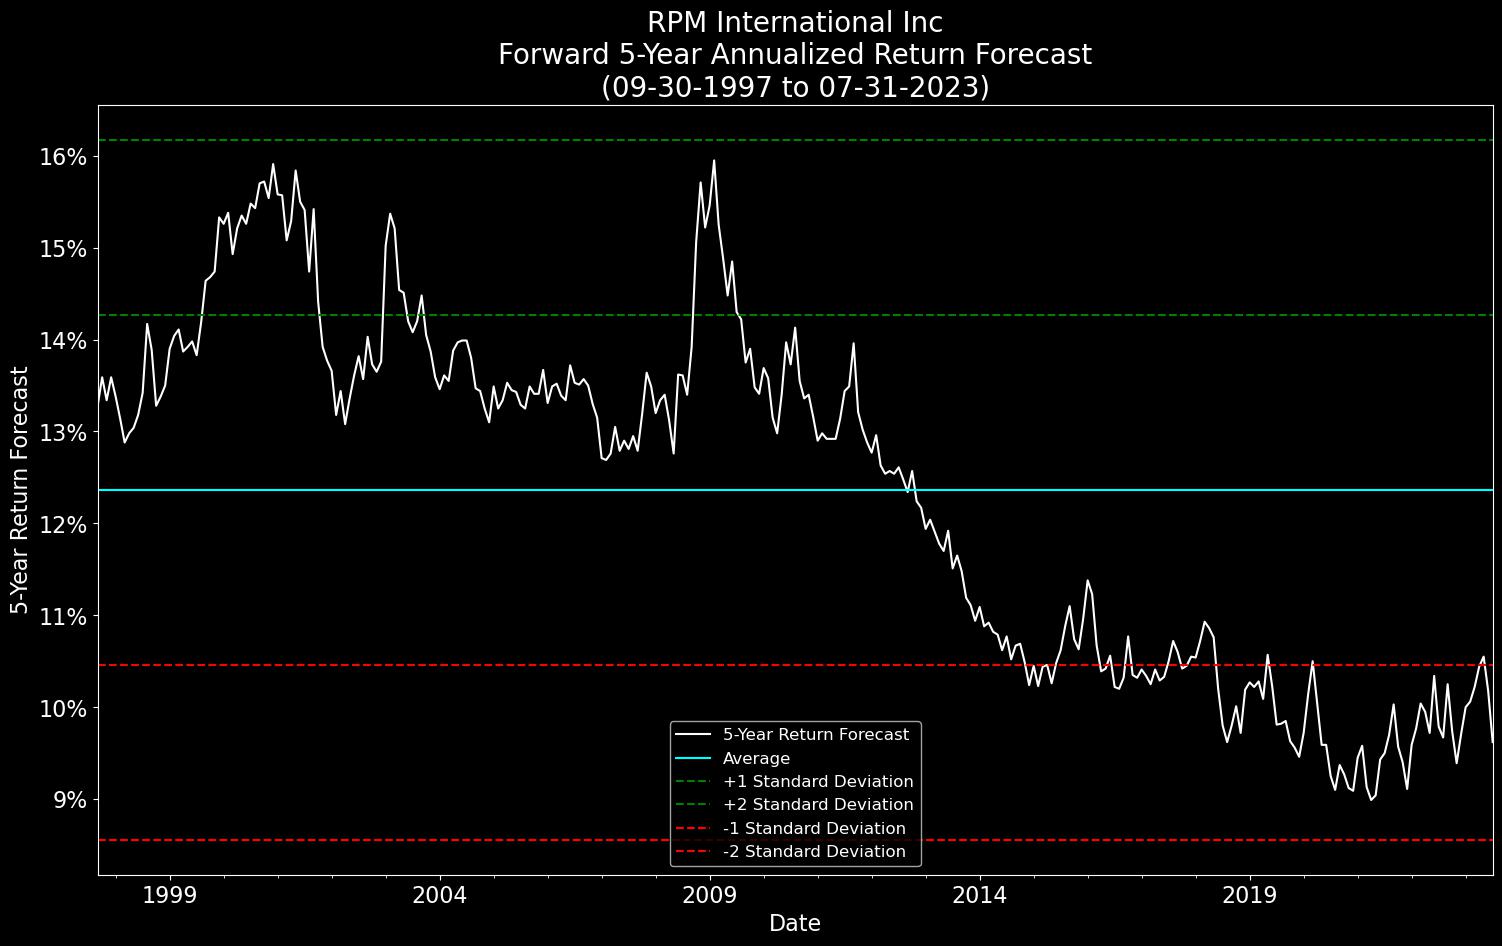 RPM International Inc
Forward 5-Year Annualized Return Forecast
(09-30-1997 to 07-31-2023)
5-Year Return Forecast
16%
15%
14%
13%
12%
11%
10%
9%
5-Year Return Forecast
Average
+1 Standard Deviation
+2 Standard Deviation
-1 Standard Deviation
-2 Standard Deviation
1999 2004 2009 2014 2019
Date